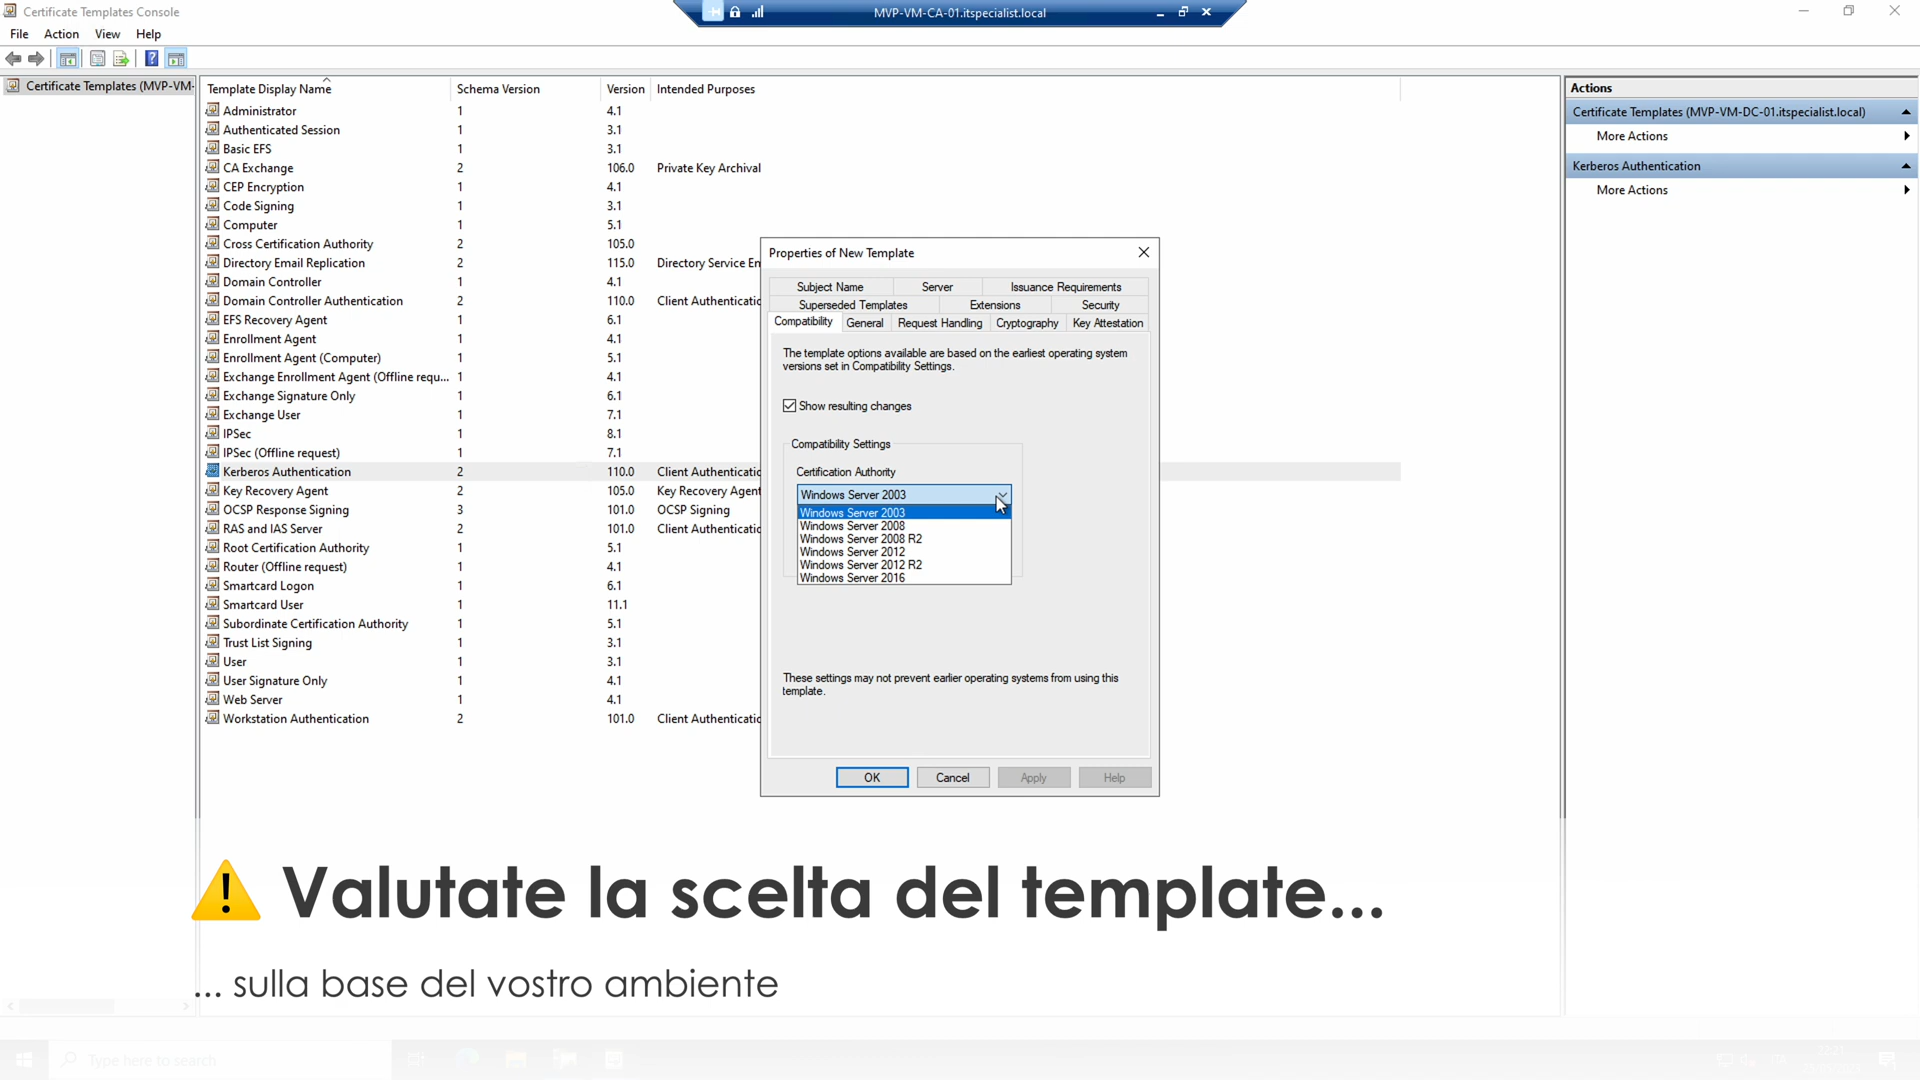 Certificate Templates Console
MVP-VM-CA-01.itspecialist.local
File Action View Help
Certificate Templates (MVP-VM-
Template Display Name Schema Version Version Intended Purposes
Administrator 1 4.1
Authenticated Session 1 3.1
Basic EFS 1 3.1
CA Exchange 2 106.0 Private Key Archival
CEP Encryption 1 4.1
Code Signing 1 3.1
Computer 1 5.1
Cross Certification Authority 2 105.0
Directory Email Replication 2 115.0 Directory Service En
Domain Controller 1 4.1
Domain Controller Authentication 2 110.0 Client Authenticatio
EFS Recovery Agent 1 6.1
Enrollment Agent 1 4.1
Enrollment Agent (Computer) 1 5.1
Exchange Enrollment Agent (Offline requ... 1 4.1
Exchange Signature Only 1 6.1
Exchange User 1 7.1
IPSec 1 8.1
IPSec (Offline request) 1 7.1
Kerberos Authentication 2 110.0 Client Authenticatio
Key Recovery Agent 2 105.0 Key Recovery Agent
OCSP Response Signing 3 101.0 OCSP Signing
RAS and IAS Server 2 101.0 Client Authenticatio
Root Certification Authority 1 5.1
Router (Offline request) 1 4.1
Smartcard Logon 1 6.1
Smartcard User 1 11.1
Subordinate Certification Authority 1 5.1
Trust List Signing 1 3.1
User 1 3.1
User Signature Only 1 4.1
Web Server 1 4.1
Workstation Authentication 2 101.0 Client Authenticatio
Properties of New Template
Subject Name Server Issuance Requirements
Superseded Templates Extensions Security
Compatibility General Request Handling Cryptography Key Attestation
The template options available are based on the earliest operating system
versions set in Compatibility Settings.
Show resulting changes
Compatibility Settings
Certification Authority
Windows Server 2003
Windows Server 2003
Windows Server 2008
Windows Server 2008 R2
Windows Server 2012
Windows Server 2012 R2
Windows Server 2016
These settings may not prevent earlier operating systems from using this
template.
OK Cancel Apply Help
Actions
Certificate Templates (MVP-VM-DC-01.itspecialist.local)
More Actions
Kerberos Authentication
More Actions
Valutate la scelta del template...
... sulla base del vostro ambiente
Type here to search